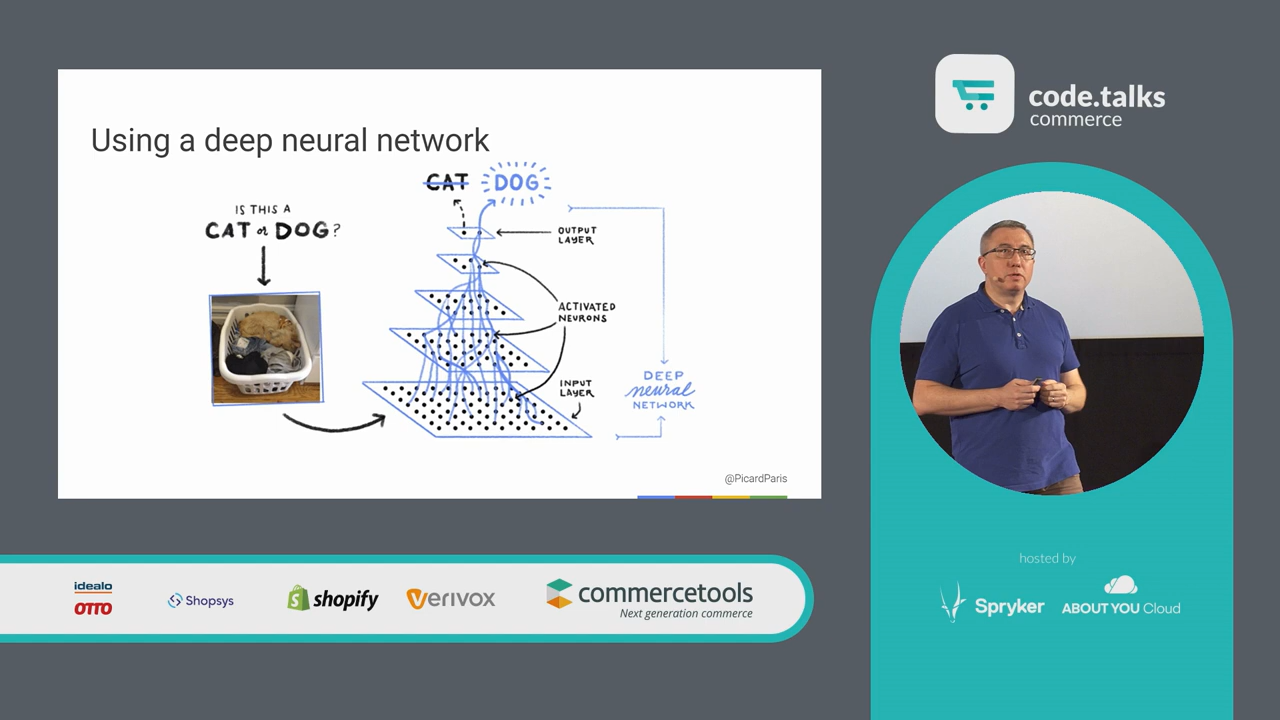 Using a deep neural network
CAT DOG
IS THIS A
CAT or DOG?
OUTPUT
LAYER
ACTIVATED
NEURONS
INPUT
LAYER
DEEP
neural
NETWORK
@PicardParis
code.talks
commerce
hosted by
Spryker ABOUT YOU Cloud
idealo
OTTO
Shopsys
shopify
VERIVOX
commercetools
Next generation commerce